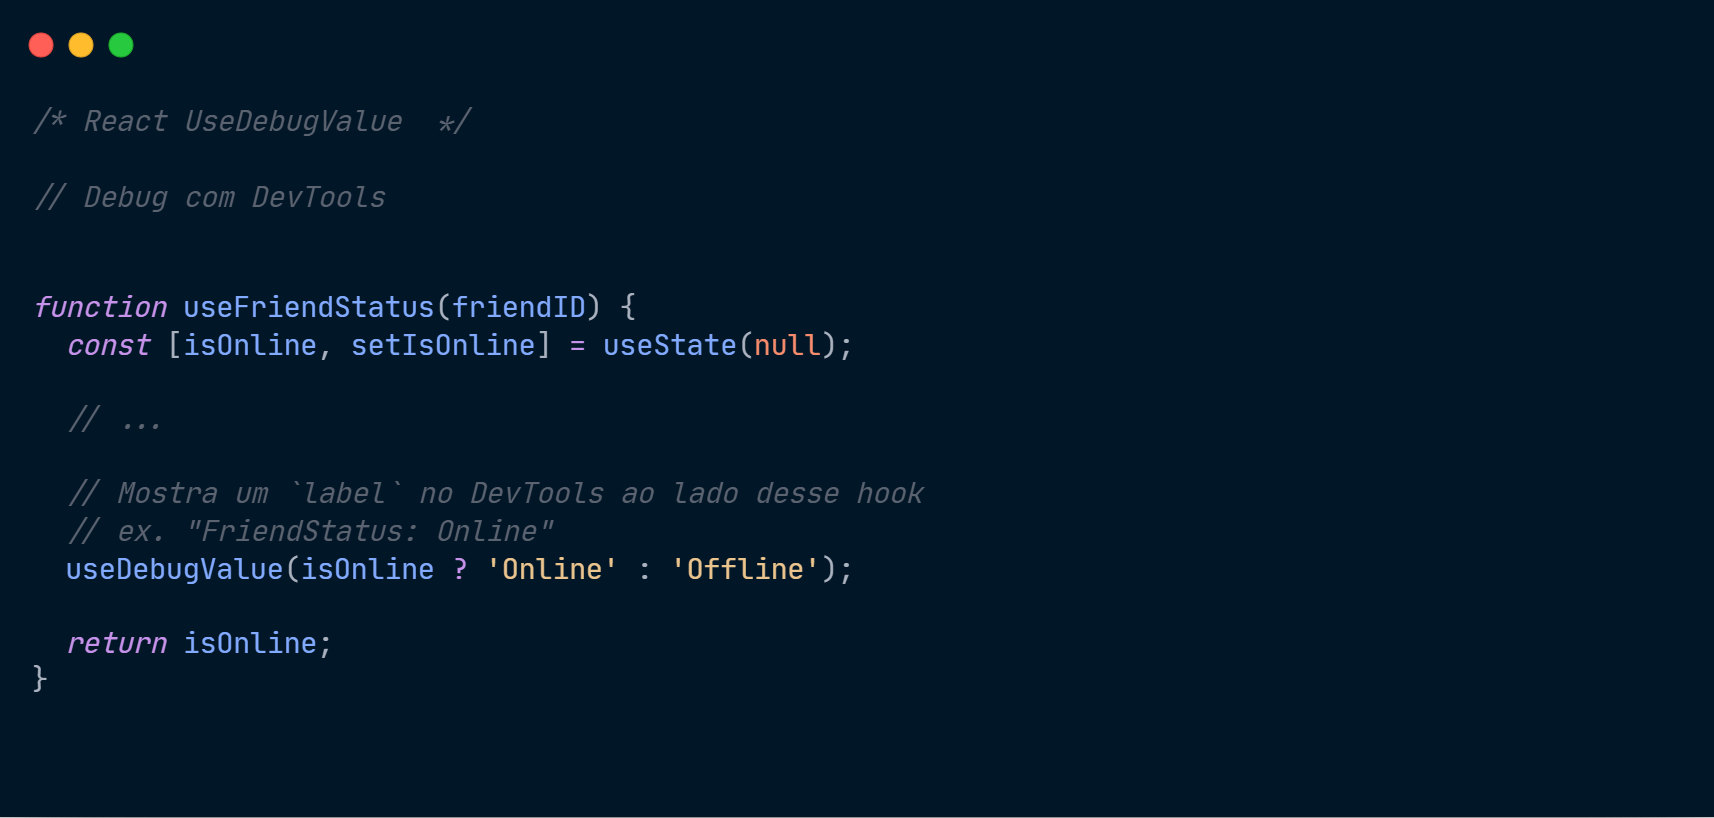 /* React UseDebugValue  */
// Debug com DevTools
function useFriendStatus(friendID) {
  const [isOnline, setIsOnline] = useState(null);
  // ...
  // Mostra um `label` no DevTools ao lado desse hook
  // ex. "FriendStatus: Online"
  useDebugValue(isOnline ? 'Online' : 'Offline');
  return isOnline;
}